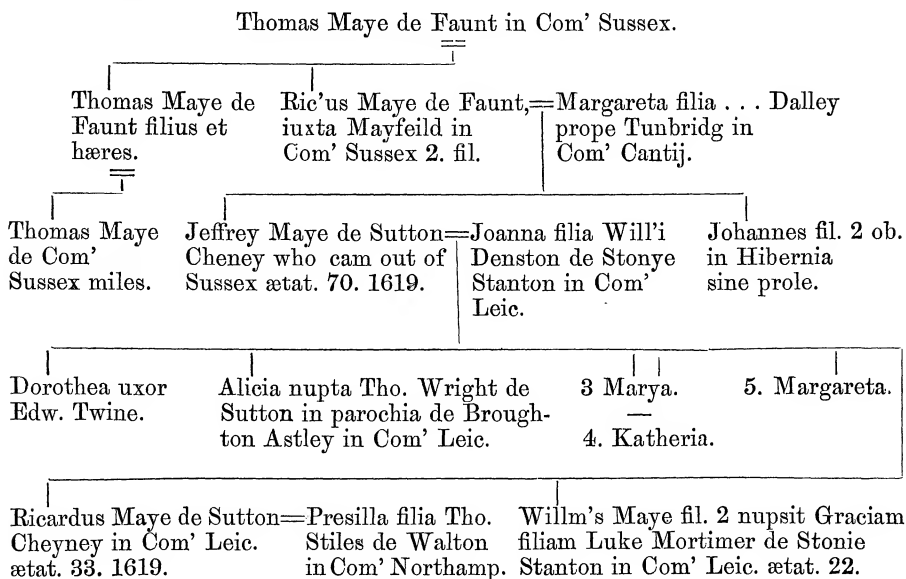 Thomas Maye de Faunt in Com' Sussex.
Thomas Maye de
Faunt filius et
hæres.
Ric'us Maye de Faunt,=
iuxta Mayfeild in
Com' Sussex 2. fil.
Margareta filia . . . Dalley
prope Tunbridg in
Com' Cantij.
Thomas Maye
de Com'
Sussex miles.
Jeffrey Maye de Sutton=
Cheney who cam out of
Sussex ætat. 70. 1619.
Joanna filia Will'i
Denston de Stonye
Stanton in Com'
Leic.
Johannes fil. 2 ob.
in Hibernia
sine prole.
Dorothea uxor
Edw. Twine.
Alicia nupta Tho. Wright de
Sutton in parochia de Brough-
ton Astley in Com' Leic.
3 Marya.
4. Katheria.
5. Margareta.
Ricardus Maye de Sutton=
Cheyney in Com' Leic.
ætat. 33. 1619.
Presilla filia Tho.
Stiles de Walton
in Com' Northamp.
Willm's Maye fil. 2 nupsit Graciam
filiam Luke Mortimer de Stonie
Stanton in Com' Leic. ætat. 22.